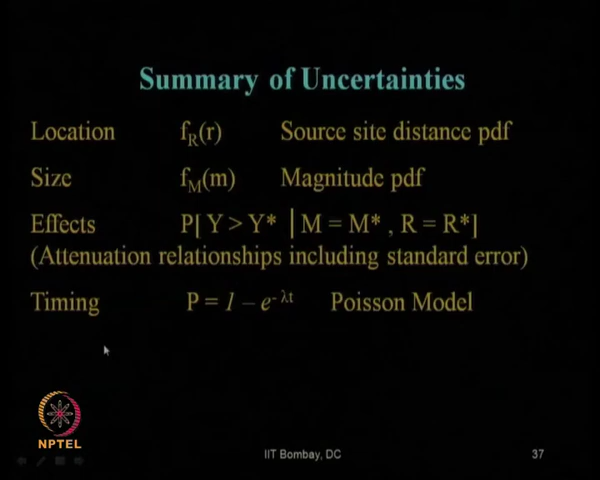 Summary of Uncertainties
Location f_R(r) Source site distance pdf
Size f_M(m) Magnitude pdf
Effects P[ Y > Y* | M = M* , R = R*]
(Attenuation relationships including standard error)
Timing P = 1 – e^-λt Poisson Model
NPTEL
IIT Bombay, DC 37